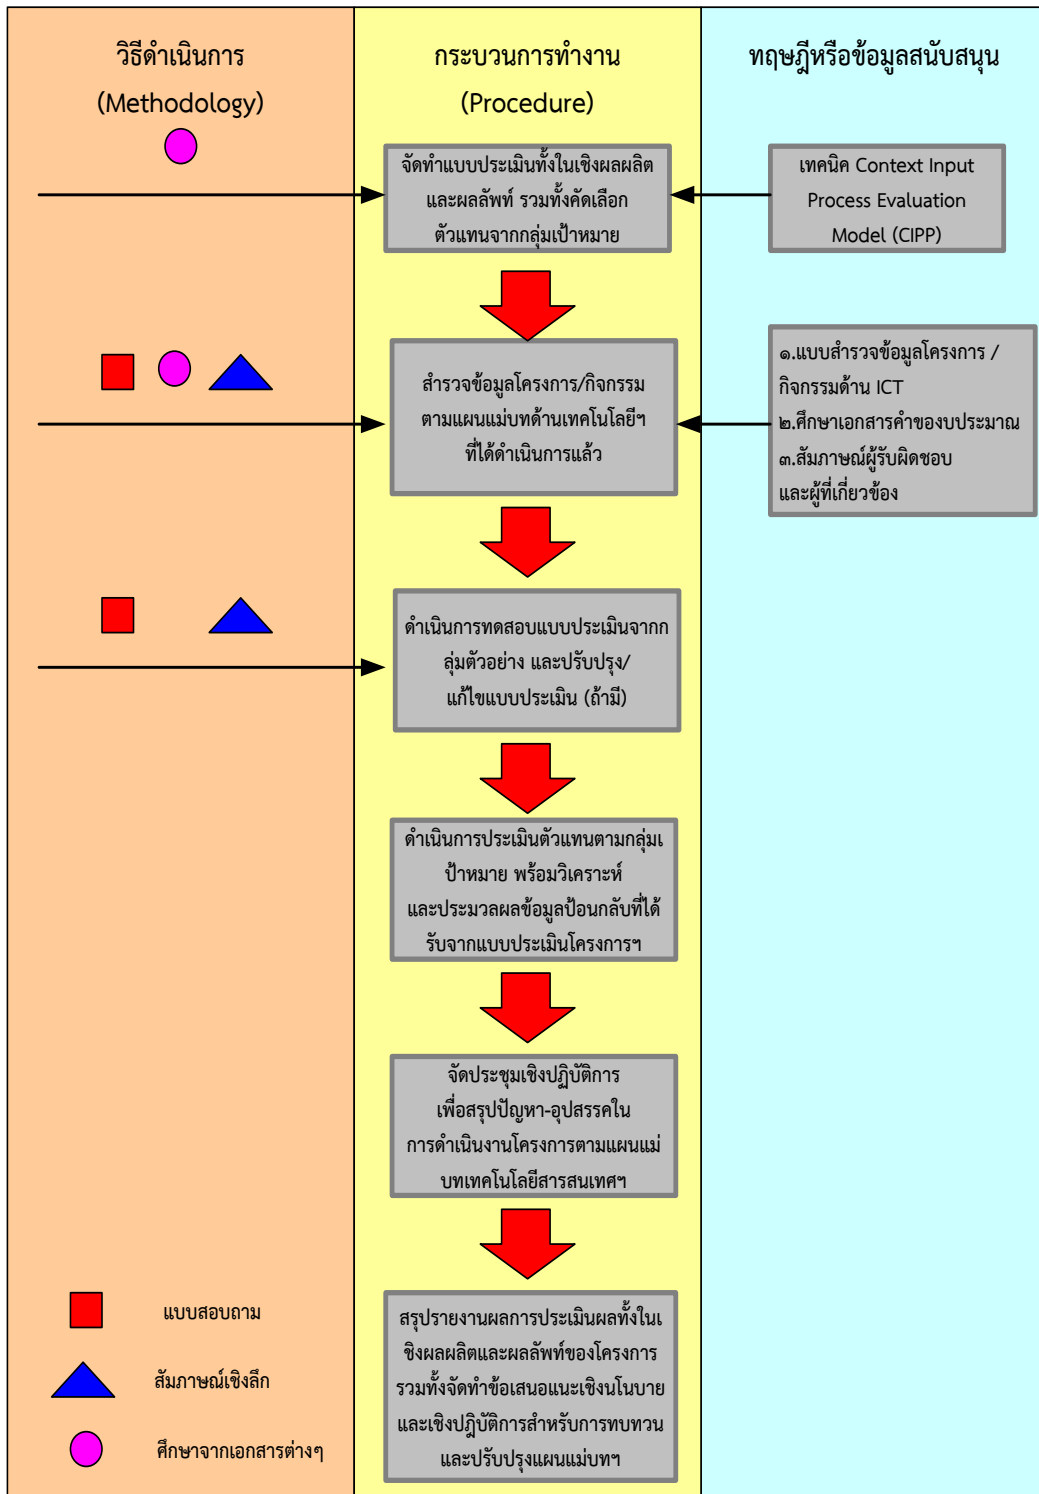 วิธีดำเนินการ
(Methodology)
กระบวนการทำงาน
(Procedure)
ทฤษฎีหรือข้อมูลสนับสนุน
จัดทำแบบประเมินทั้งในเชิงผลผลิต
และผลลัพท์ รวมทั้งคัดเลือก
ตัวแทนจากกลุ่มเป้าหมาย
เทคนิค Context Input
Process Evaluation
Model (CIPP)
สำรวจข้อมูลโครงการ/กิจกรรม
ตามแผนแม่บทด้านเทคโนโลยีฯ
ที่ได้ดำเนินการแล้ว
๑.แบบสำรวจข้อมูลโครงการ /
กิจกรรมด้าน ICT
๒.ศึกษาเอกสารคำของบประมาณ
๓.สัมภาษณ์ผู้รับผิดชอบ
และผู้ที่เกี่ยวข้อง
ดำเนินการทดสอบแบบประเมินจากก
ลุ่มตัวอย่าง และปรับปรุง/
แก้ไขแบบประเมิน (ถ้ามี)
ดำเนินการประเมินตัวแทนตามกลุ่มเ
ป้าหมาย พร้อมวิเคราะห์
และประมวลผลข้อมูลป้อนกลับที่ได้
รับจากแบบประเมินโครงการฯ
จัดประชุมเชิงปฏิบัติการ
เพื่อสรุปปัญหา-อุปสรรคใน
การดำเนินงานโครงการตามแผนแม่
บทเทคโนโลยีสารสนเทศฯ
สรุปรายงานผลการประเมินผลทั้งในเ
ชิงผลผลิตและผลลัพท์ของโครงการ
รวมทั้งจัดทำข้อเสนอแนะเชิงนโนบาย
และเชิงปฎิบัติการสำหรับการทบทวน
และปรับปรุงแผนแม่บทฯ
แบบสอบถาม
สัมภาษณ์เชิงลึก
ศึกษาจากเอกสารต่างๆ